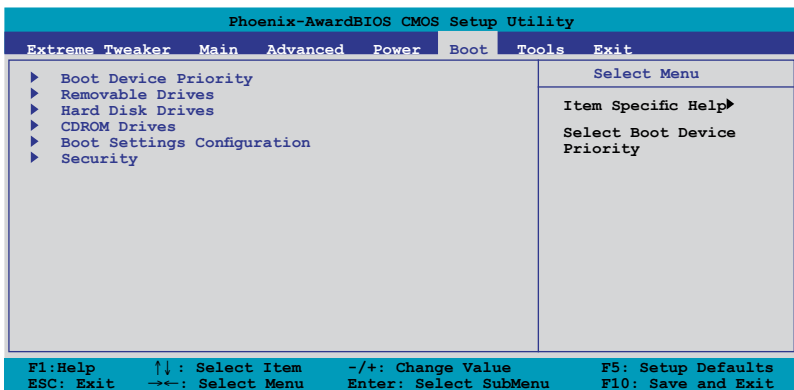 Phoenix-AwardBIOS CMOS Setup Utility
Extreme Tweaker Main Advanced Power Boot Tools Exit
Boot Device Priority
Removable Drives
Hard Disk Drives
CDROM Drives
Boot Settings Configuration
Security
Select Menu
Item Specific Help
Select Boot Device
Priority
F1:Help ↑↓: Select Item -/+: Change Value F5: Setup Defaults
ESC: Exit →←: Select Menu Enter: Select SubMenu F10: Save and Exit